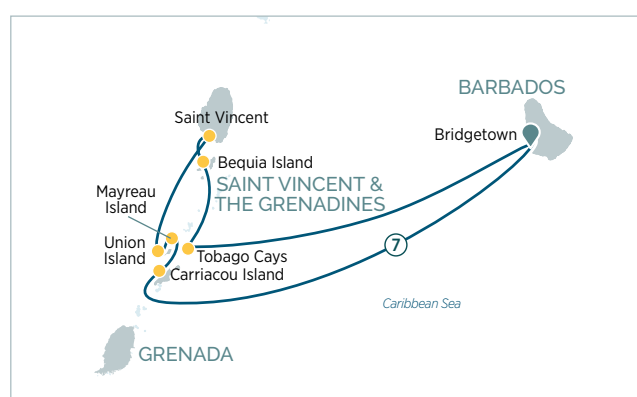 BARBADOS
Saint Vincent
Bridgetown
Bequia Island
SAINT VINCENT &
THE GRENADINES
Mayreau
Island
Union
Island
Tobago Cays
Carriacou Island
7
Caribbean Sea
GRENADA